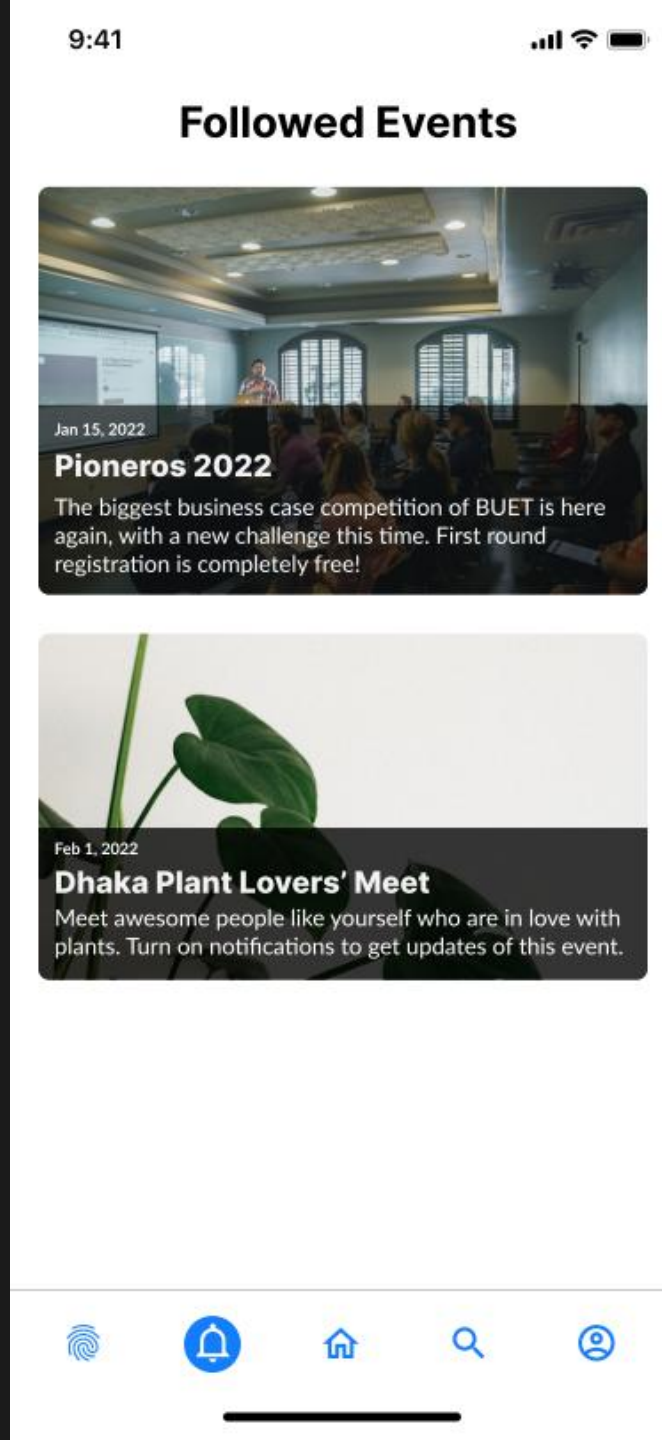 9:41
Followed Events
Jan 15, 2022
Pioneros 2022
The biggest business case competition of BUET is here
again, with a new challenge this time. First round
registration is completely free!
Feb 1, 2022
Dhaka Plant Lovers’ Meet
Meet awesome people like yourself who are in love with
plants. Turn on notifications to get updates of this event.